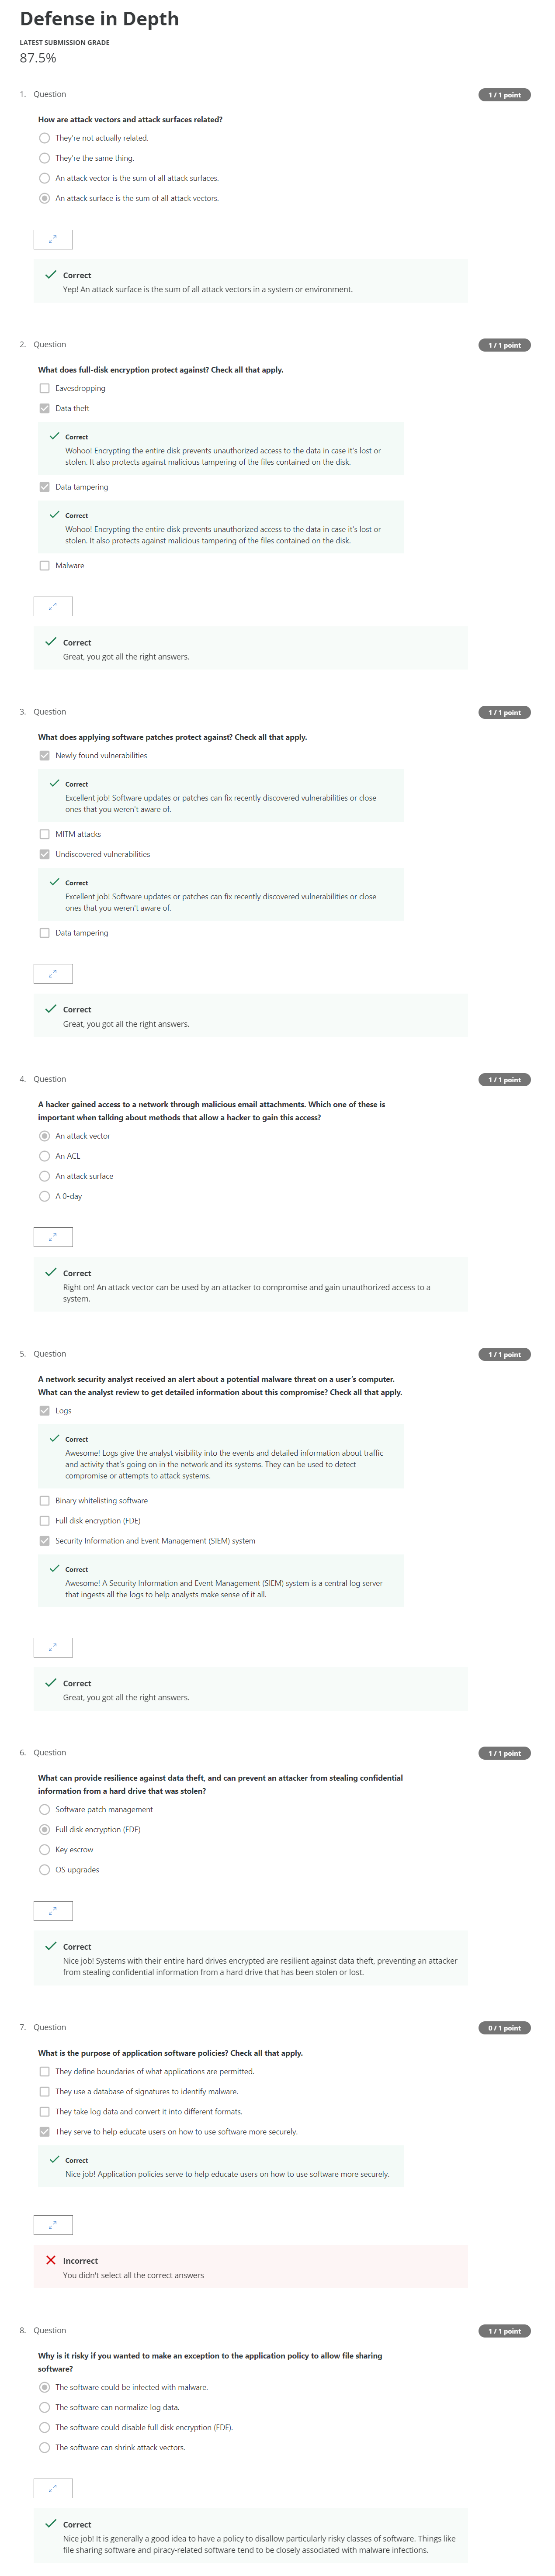 Defense in Depth
LATEST SUBMISSION GRADE
87.5%
1. Question
1 / 1 point
How are attack vectors and attack surfaces related?
They're not actually related.
They're the same thing.
An attack vector is the sum of all attack surfaces.
An attack surface is the sum of all attack vectors.
Correct
Yep! An attack surface is the sum of all attack vectors in a system or environment.
2. Question
1 / 1 point
What does full-disk encryption protect against? Check all that apply.
Eavesdropping
Data theft
Correct
Wohoo! Encrypting the entire disk prevents unauthorized access to the data in case it's lost or
stolen. It also protects against malicious tampering of the files contained on the disk.
Data tampering
Correct
Wohoo! Encrypting the entire disk prevents unauthorized access to the data in case it's lost or
stolen. It also protects against malicious tampering of the files contained on the disk.
Malware
Correct
Great, you got all the right answers.
3. Question
1 / 1 point
What does applying software patches protect against? Check all that apply.
Newly found vulnerabilities
Correct
Excellent job! Software updates or patches can fix recently discovered vulnerabilities or close
ones that you weren't aware of.
MITM attacks
Undiscovered vulnerabilities
Correct
Excellent job! Software updates or patches can fix recently discovered vulnerabilities or close
ones that you weren't aware of.
Data tampering
Correct
Great, you got all the right answers.
4. Question
1 / 1 point
A hacker gained access to a network through malicious email attachments. Which one of these is
important when talking about methods that allow a hacker to gain this access?
An attack vector
An ACL
An attack surface
A 0-day
Correct
Right on! An attack vector can be used by an attacker to compromise and gain unauthorized access to a
system.
5. Question
1 / 1 point
A network security analyst received an alert about a potential malware threat on a user's computer.
What can the analyst review to get detailed information about this compromise? Check all that apply.
Logs
Correct
Awesome! Logs give the analyst visibility into the events and detailed information about traffic
and activity that's going on in the network and its systems. They can be used to detect
compromise or attempts to attack systems.
Binary whitelisting software
Full disk encryption (FDE)
Security Information and Event Management (SIEM) system
Correct
Awesome! A Security Information and Event Management (SIEM) system is a central log server
that ingests all the logs to help analysts make sense of it all.
Correct
Great, you got all the right answers.
6. Question
1 / 1 point
What can provide resilience against data theft, and can prevent an attacker from stealing confidential
information from a hard drive that was stolen?
Software patch management
Full disk encryption (FDE)
Key escrow
OS upgrades
Correct
Nice job! Systems with their entire hard drives encrypted are resilient against data theft, preventing an attacker
from stealing confidential information from a hard drive that has been stolen or lost.
7. Question
0 / 1 point
What is the purpose of application software policies? Check all that apply.
They define boundaries of what applications are permitted.
They use a database of signatures to identify malware.
They take log data and convert it into different formats.
They serve to help educate users on how to use software more securely.
Correct
Nice job! Application policies serve to help educate users on how to use software more securely.
Incorrect
You didn't select all the correct answers
8. Question
1 / 1 point
Why is it risky if you wanted to make an exception to the application policy to allow file sharing
software?
The software could be infected with malware.
The software can normalize log data.
The software could disable full disk encryption (FDE).
The software can shrink attack vectors.
Correct
Nice job! It is generally a good idea to have a policy to disallow particularly risky classes of software. Things like
file sharing software and piracy-related software tend to be closely associated with malware infections.